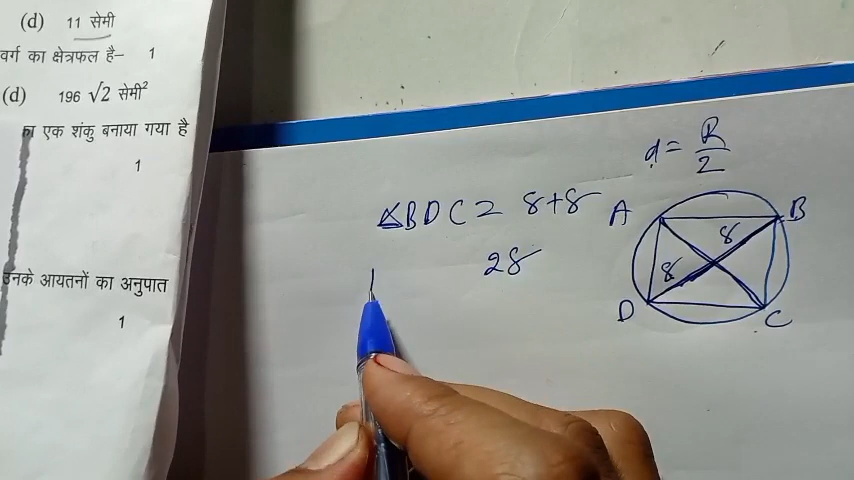 (d) 11 सेमी
वर्ग का क्षेत्रफल है- 1
(d) 196 √2 सेमी²
का एक शंकु बनाया गया है
1
उनके आयतनों का अनुपात
1
d = R/2
△BDC = 8+8
28
A
B
8
8
D
C